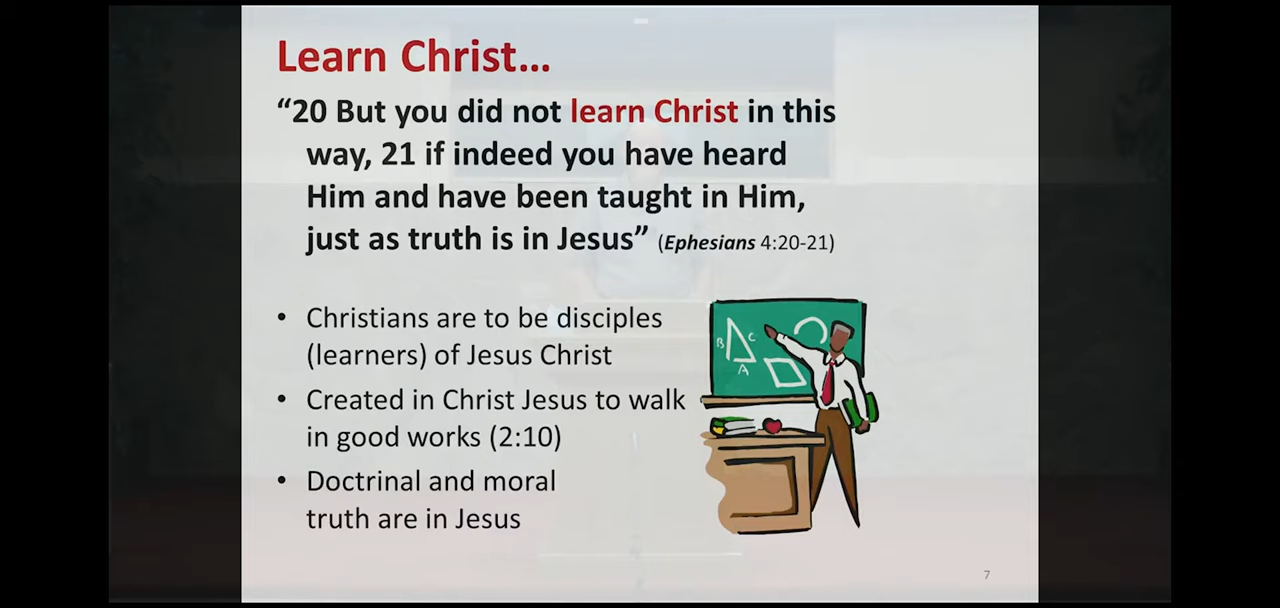 Learn Christ...
“20 But you did not learn Christ in this
way, 21 if indeed you have heard
Him and have been taught in Him,
just as truth is in Jesus” (Ephesians 4:20-21)
• Christians are to be disciples
(learners) of Jesus Christ
• Created in Christ Jesus to walk
in good works (2:10)
• Doctrinal and moral
truth are in Jesus
B
C
A
7